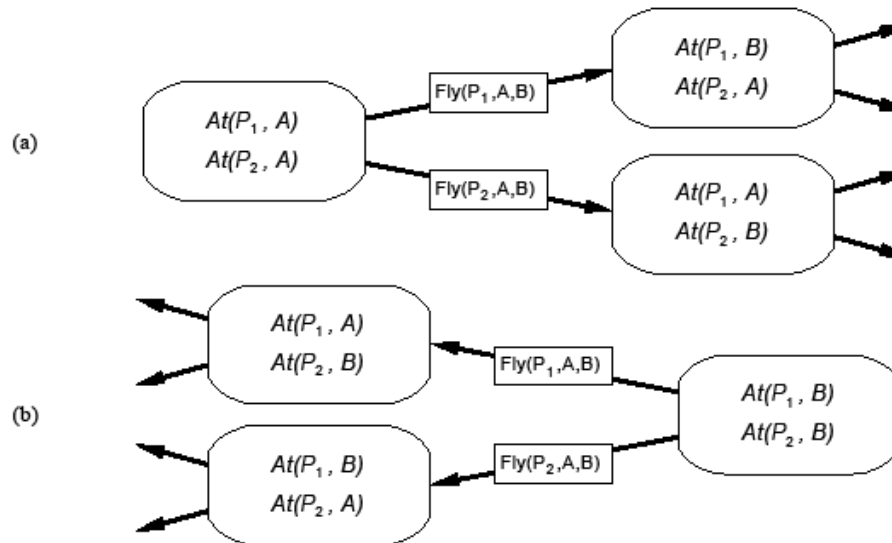 (a)
At(P₁, A)
At(P₂, A)
Fly(P₁,A,B)
Fly(P₂,A,B)
At(P₁, B)
At(P₂, A)
At(P₁, A)
At(P₂, B)
(b)
At(P₁, A)
At(P₂, B)
At(P₁, B)
At(P₂, A)
Fly(P₁,A,B)
Fly(P₂,A,B)
At(P₁, B)
At(P₂, B)